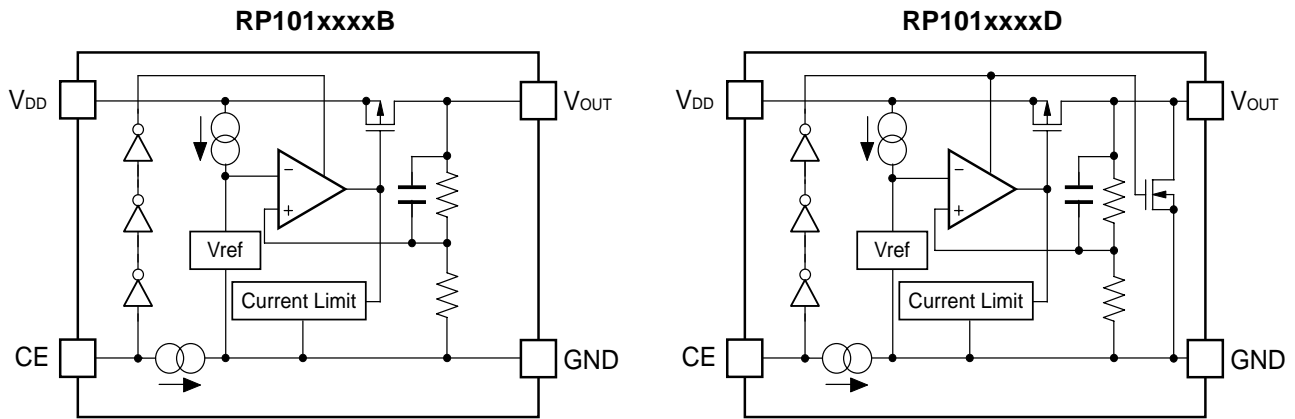 RP101xxxxB
VDD
VOUT
−
+
Vref
Current Limit
CE
GND
RP101xxxxD
VDD
VOUT
−
+
Vref
Current Limit
CE
GND